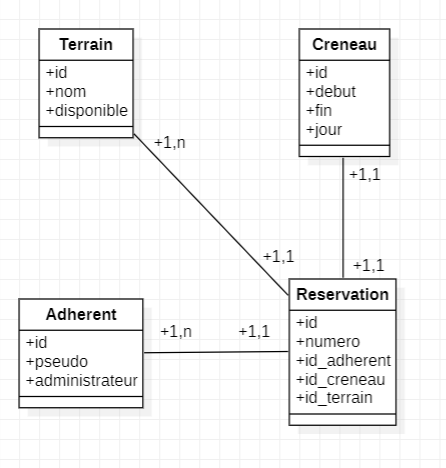 Terrain
+id
+nom
+disponible
Creneau
+id
+debut
+fin
+jour
+1,n
+1,1
+1,1
+1,1
Adherent
+id
+pseudo
+administrateur
+1,n
+1,1
Reservation
+id
+numero
+id_adherent
+id_creneau
+id_terrain